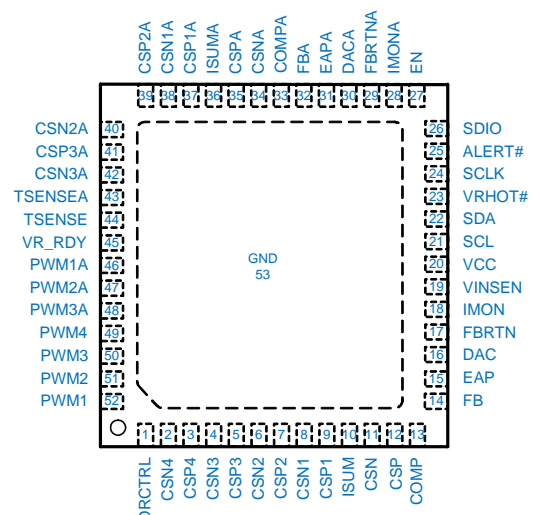 CSP2A CSN1A CSP1A ISUMA CSPA CSNA COMPA FBA EAPA DACA FBRTNA IMONA EN
39 38 37 36 35 34 33 32 31 30 29 28 27
CSN2A 40
CSP3A 41
CSN3A 42
TSENSEA 43
TSENSE 44
VR_RDY 45
PWM1A 46
PWM2A 47
PWM3A 48
PWM4 49
PWM3 50
PWM2 51
PWM1 52
GND
53
26 SDIO
25 ALERT#
24 SCLK
23 VRHOT#
22 SDA
21 SCL
20 VCC
19 VINSEN
18 IMON
17 FBRTN
16 DAC
15 EAP
14 FB
1 2 3 4 5 6 7 8 9 10 11 12 13
CSN4 CSP4 CSN3 CSP3 CSN2 CSP2 CSN1 CSP1 ISUM CSN CSP COMP